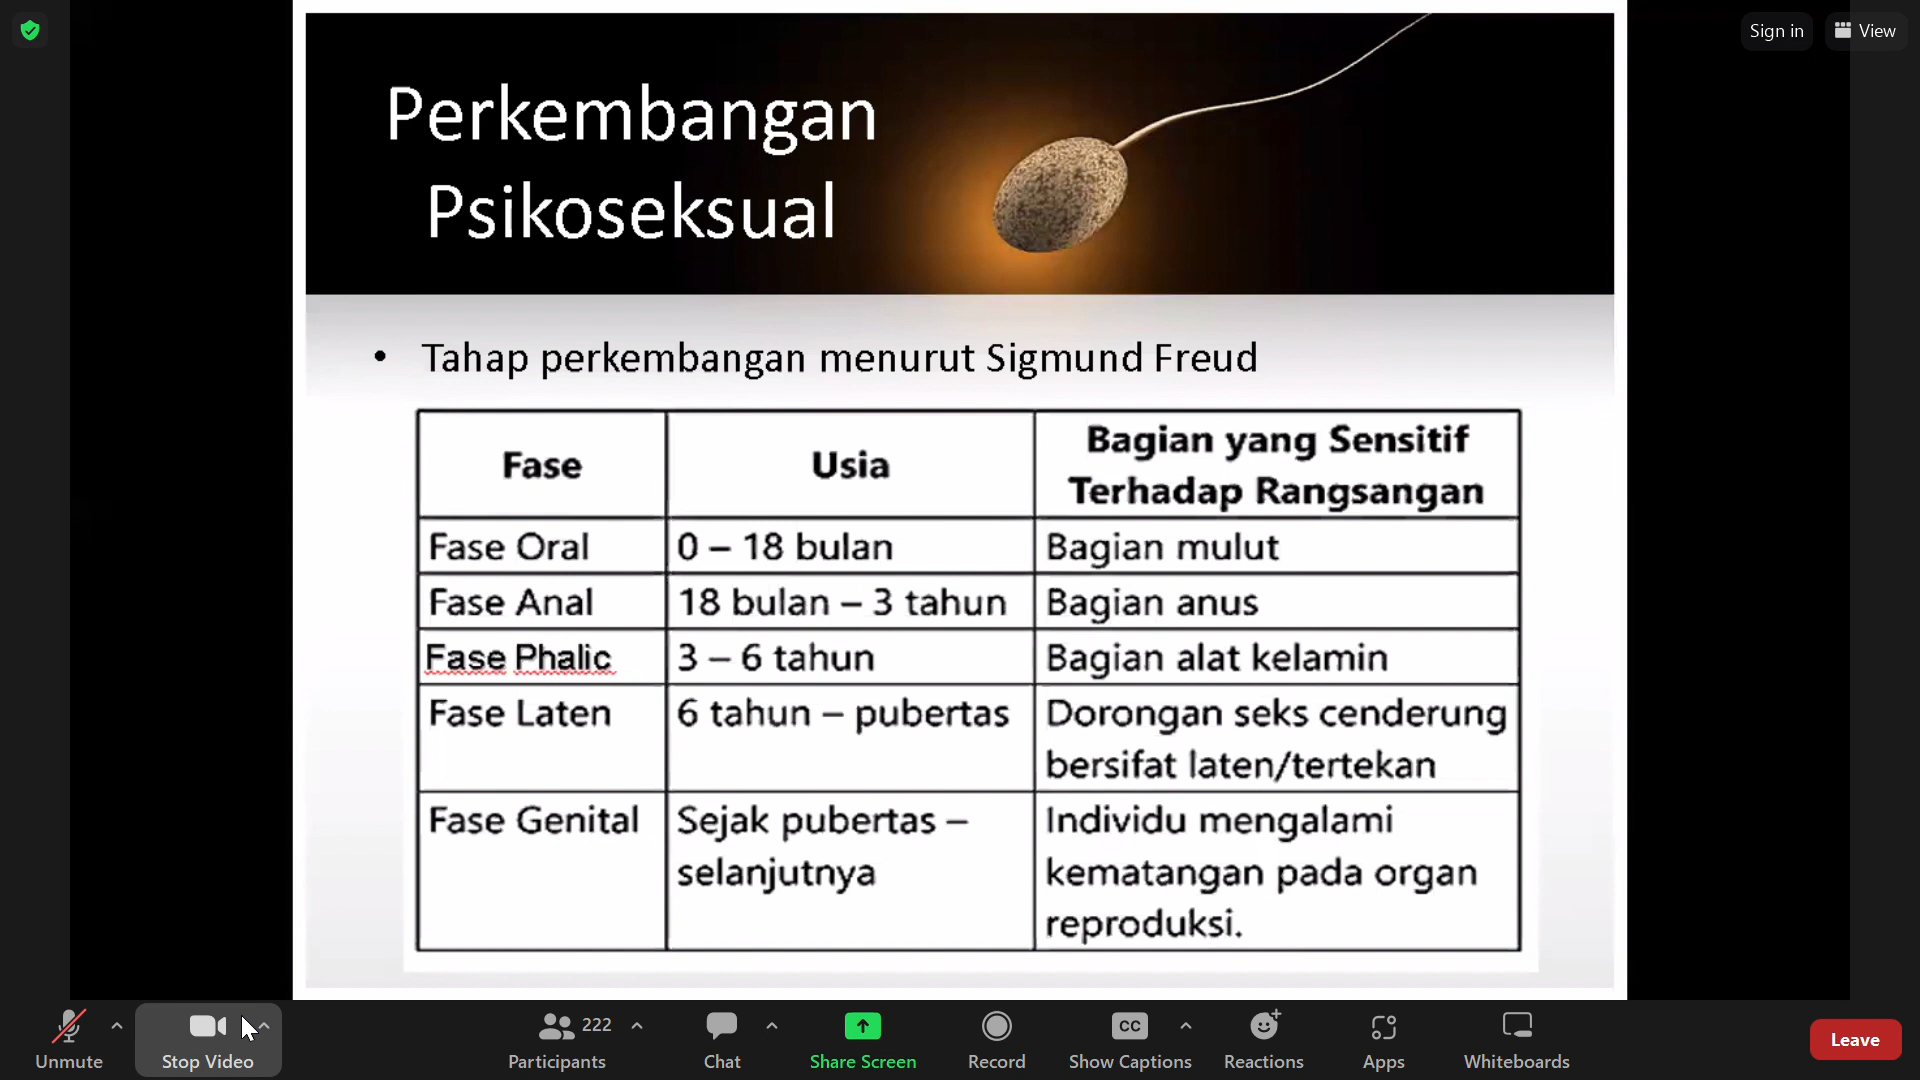 Sign in
View
Perkembangan
Psikoseksual
• Tahap perkembangan menurut Sigmund Freud
Fase Usia Bagian yang Sensitif
Terhadap Rangsangan
Fase Oral 0 – 18 bulan Bagian mulut
Fase Anal 18 bulan – 3 tahun Bagian anus
Fase Phalic 3 – 6 tahun Bagian alat kelamin
Fase Laten 6 tahun – pubertas Dorongan seks cenderung
bersifat laten/tertekan
Fase Genital Sejak pubertas – Individu mengalami
selanjutnya kematangan pada organ
reproduksi.
222
CC
Unmute Stop Video Participants Chat Share Screen Record Show Captions Reactions Apps Whiteboards Leave